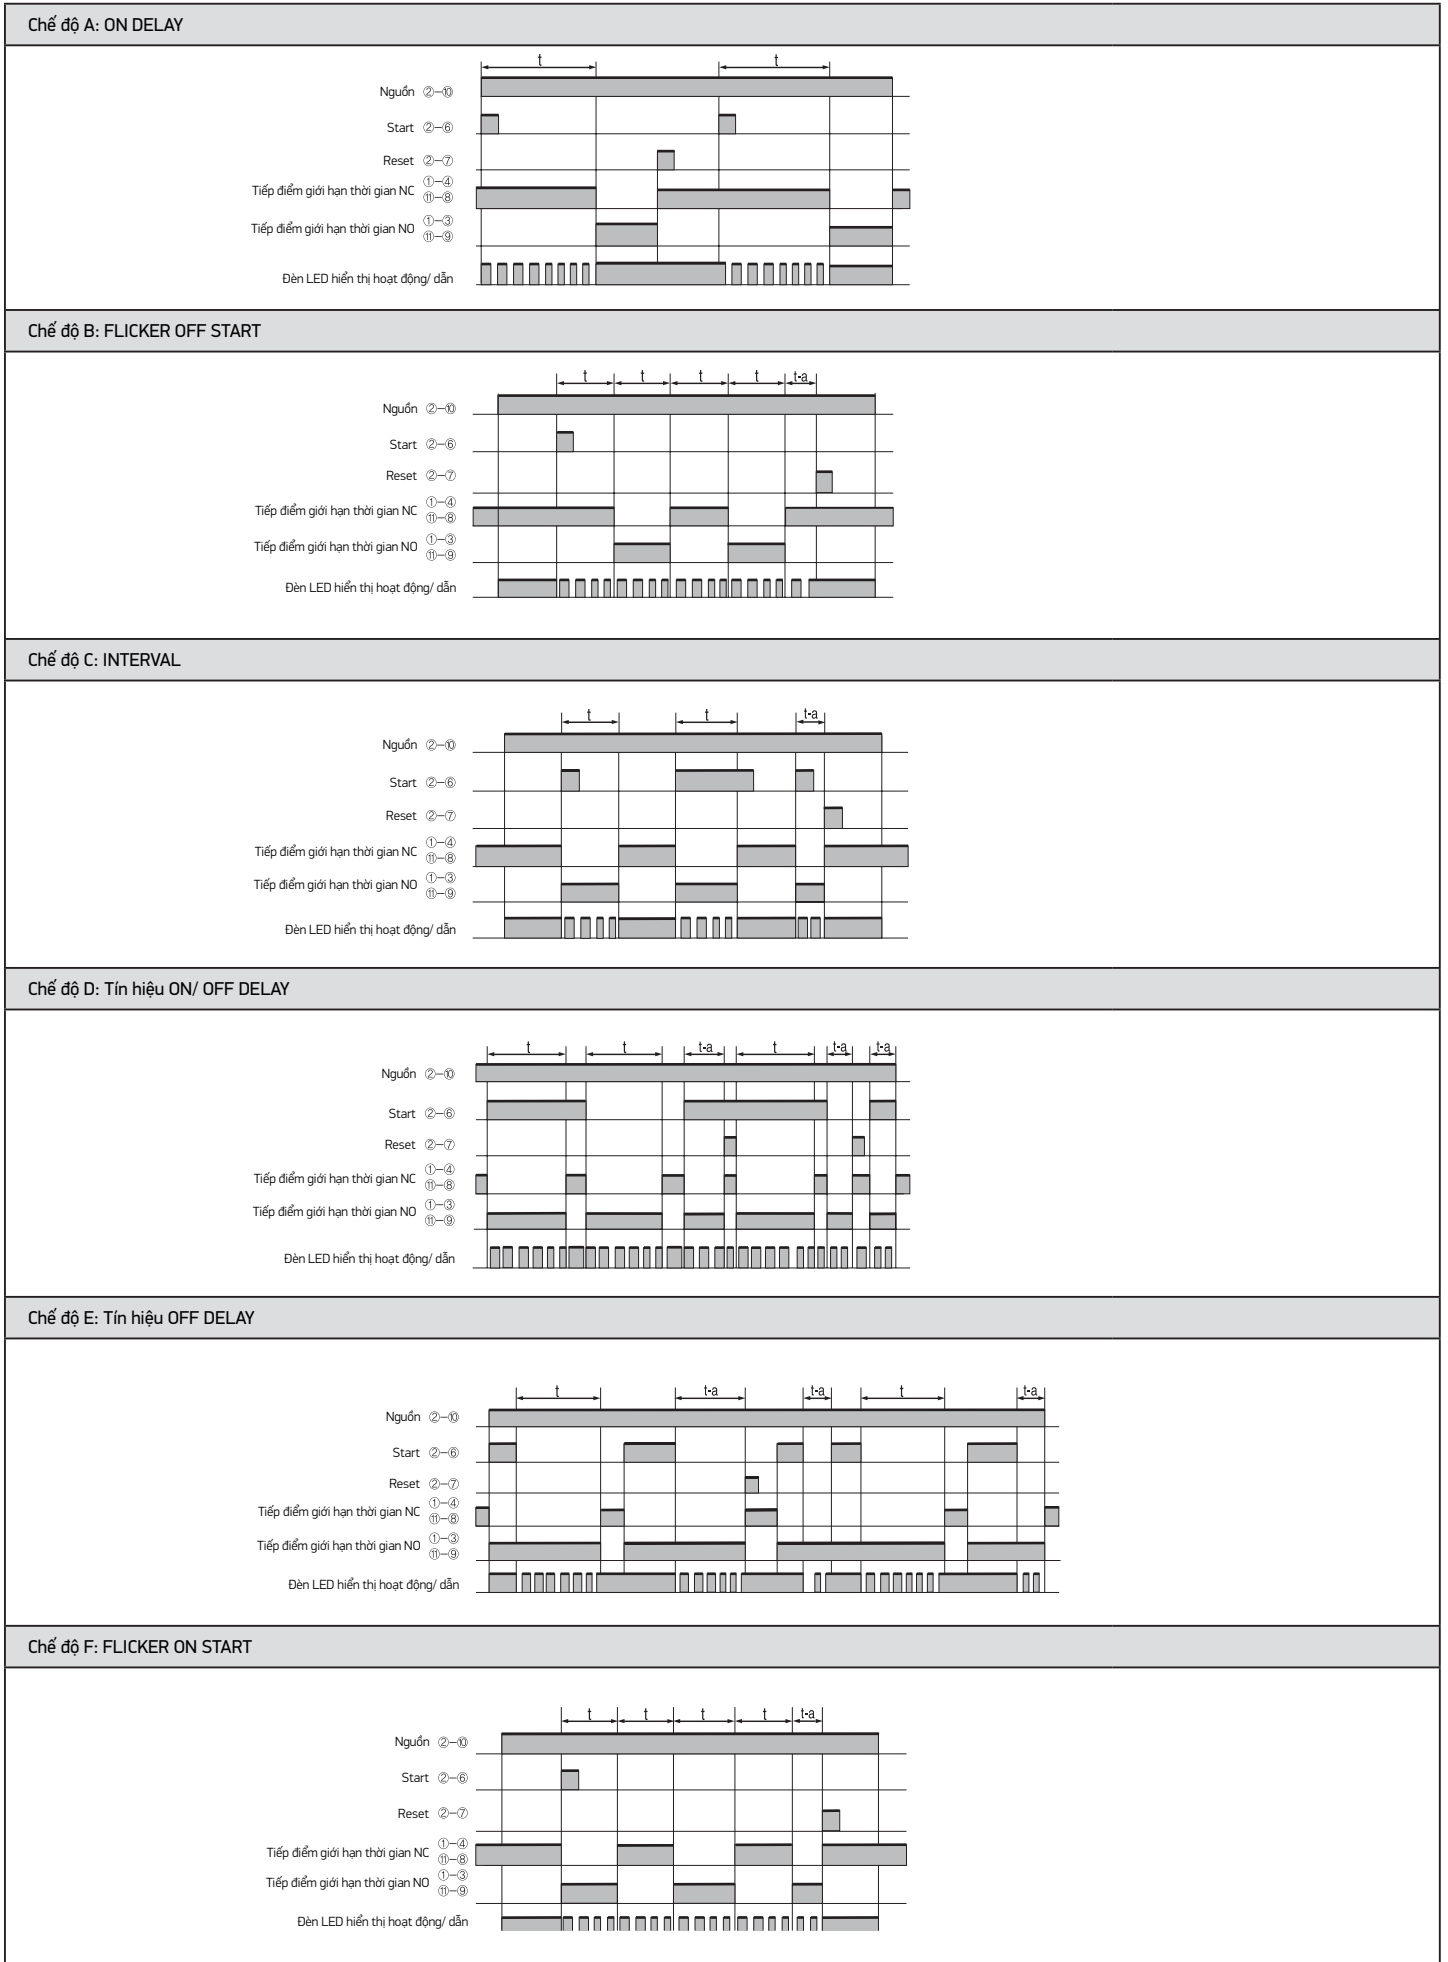 Chế độ A: ON DELAY
t t
Nguồn ②–⑩
Start ②–⑥
Reset ②–⑦
Tiếp điểm giới hạn thời gian NC ①–④
⑪–⑧
Tiếp điểm giới hạn thời gian NO ①–③
⑪–⑨
Đèn LED hiển thị hoạt động/ dẫn
Chế độ B: FLICKER OFF START
t t t t t-a
Nguồn ②–⑩
Start ②–⑥
Reset ②–⑦
Tiếp điểm giới hạn thời gian NC ①–④
⑪–⑧
Tiếp điểm giới hạn thời gian NO ①–③
⑪–⑨
Đèn LED hiển thị hoạt động/ dẫn
Chế độ C: INTERVAL
t t t-a
Nguồn ②–⑩
Start ②–⑥
Reset ②–⑦
Tiếp điểm giới hạn thời gian NC ①–④
⑪–⑧
Tiếp điểm giới hạn thời gian NO ①–③
⑪–⑨
Đèn LED hiển thị hoạt động/ dẫn
Chế độ D: Tín hiệu ON/ OFF DELAY
t t t-a t t-a t-a
Nguồn ②–⑩
Start ②–⑥
Reset ②–⑦
Tiếp điểm giới hạn thời gian NC ①–④
⑪–⑧
Tiếp điểm giới hạn thời gian NO ①–③
⑪–⑨
Đèn LED hiển thị hoạt động/ dẫn
Chế độ E: Tín hiệu OFF DELAY
t t-a t-a t t-a
Nguồn ②–⑩
Start ②–⑥
Reset ②–⑦
Tiếp điểm giới hạn thời gian NC ①–④
⑪–⑧
Tiếp điểm giới hạn thời gian NO ①–③
⑪–⑨
Đèn LED hiển thị hoạt động/ dẫn
Chế độ F: FLICKER ON START
t t t t t-a
Nguồn ②–⑩
Start ②–⑥
Reset ②–⑦
Tiếp điểm giới hạn thời gian NC ①–④
⑪–⑧
Tiếp điểm giới hạn thời gian NO ①–③
⑪–⑨
Đèn LED hiển thị hoạt động/ dẫn